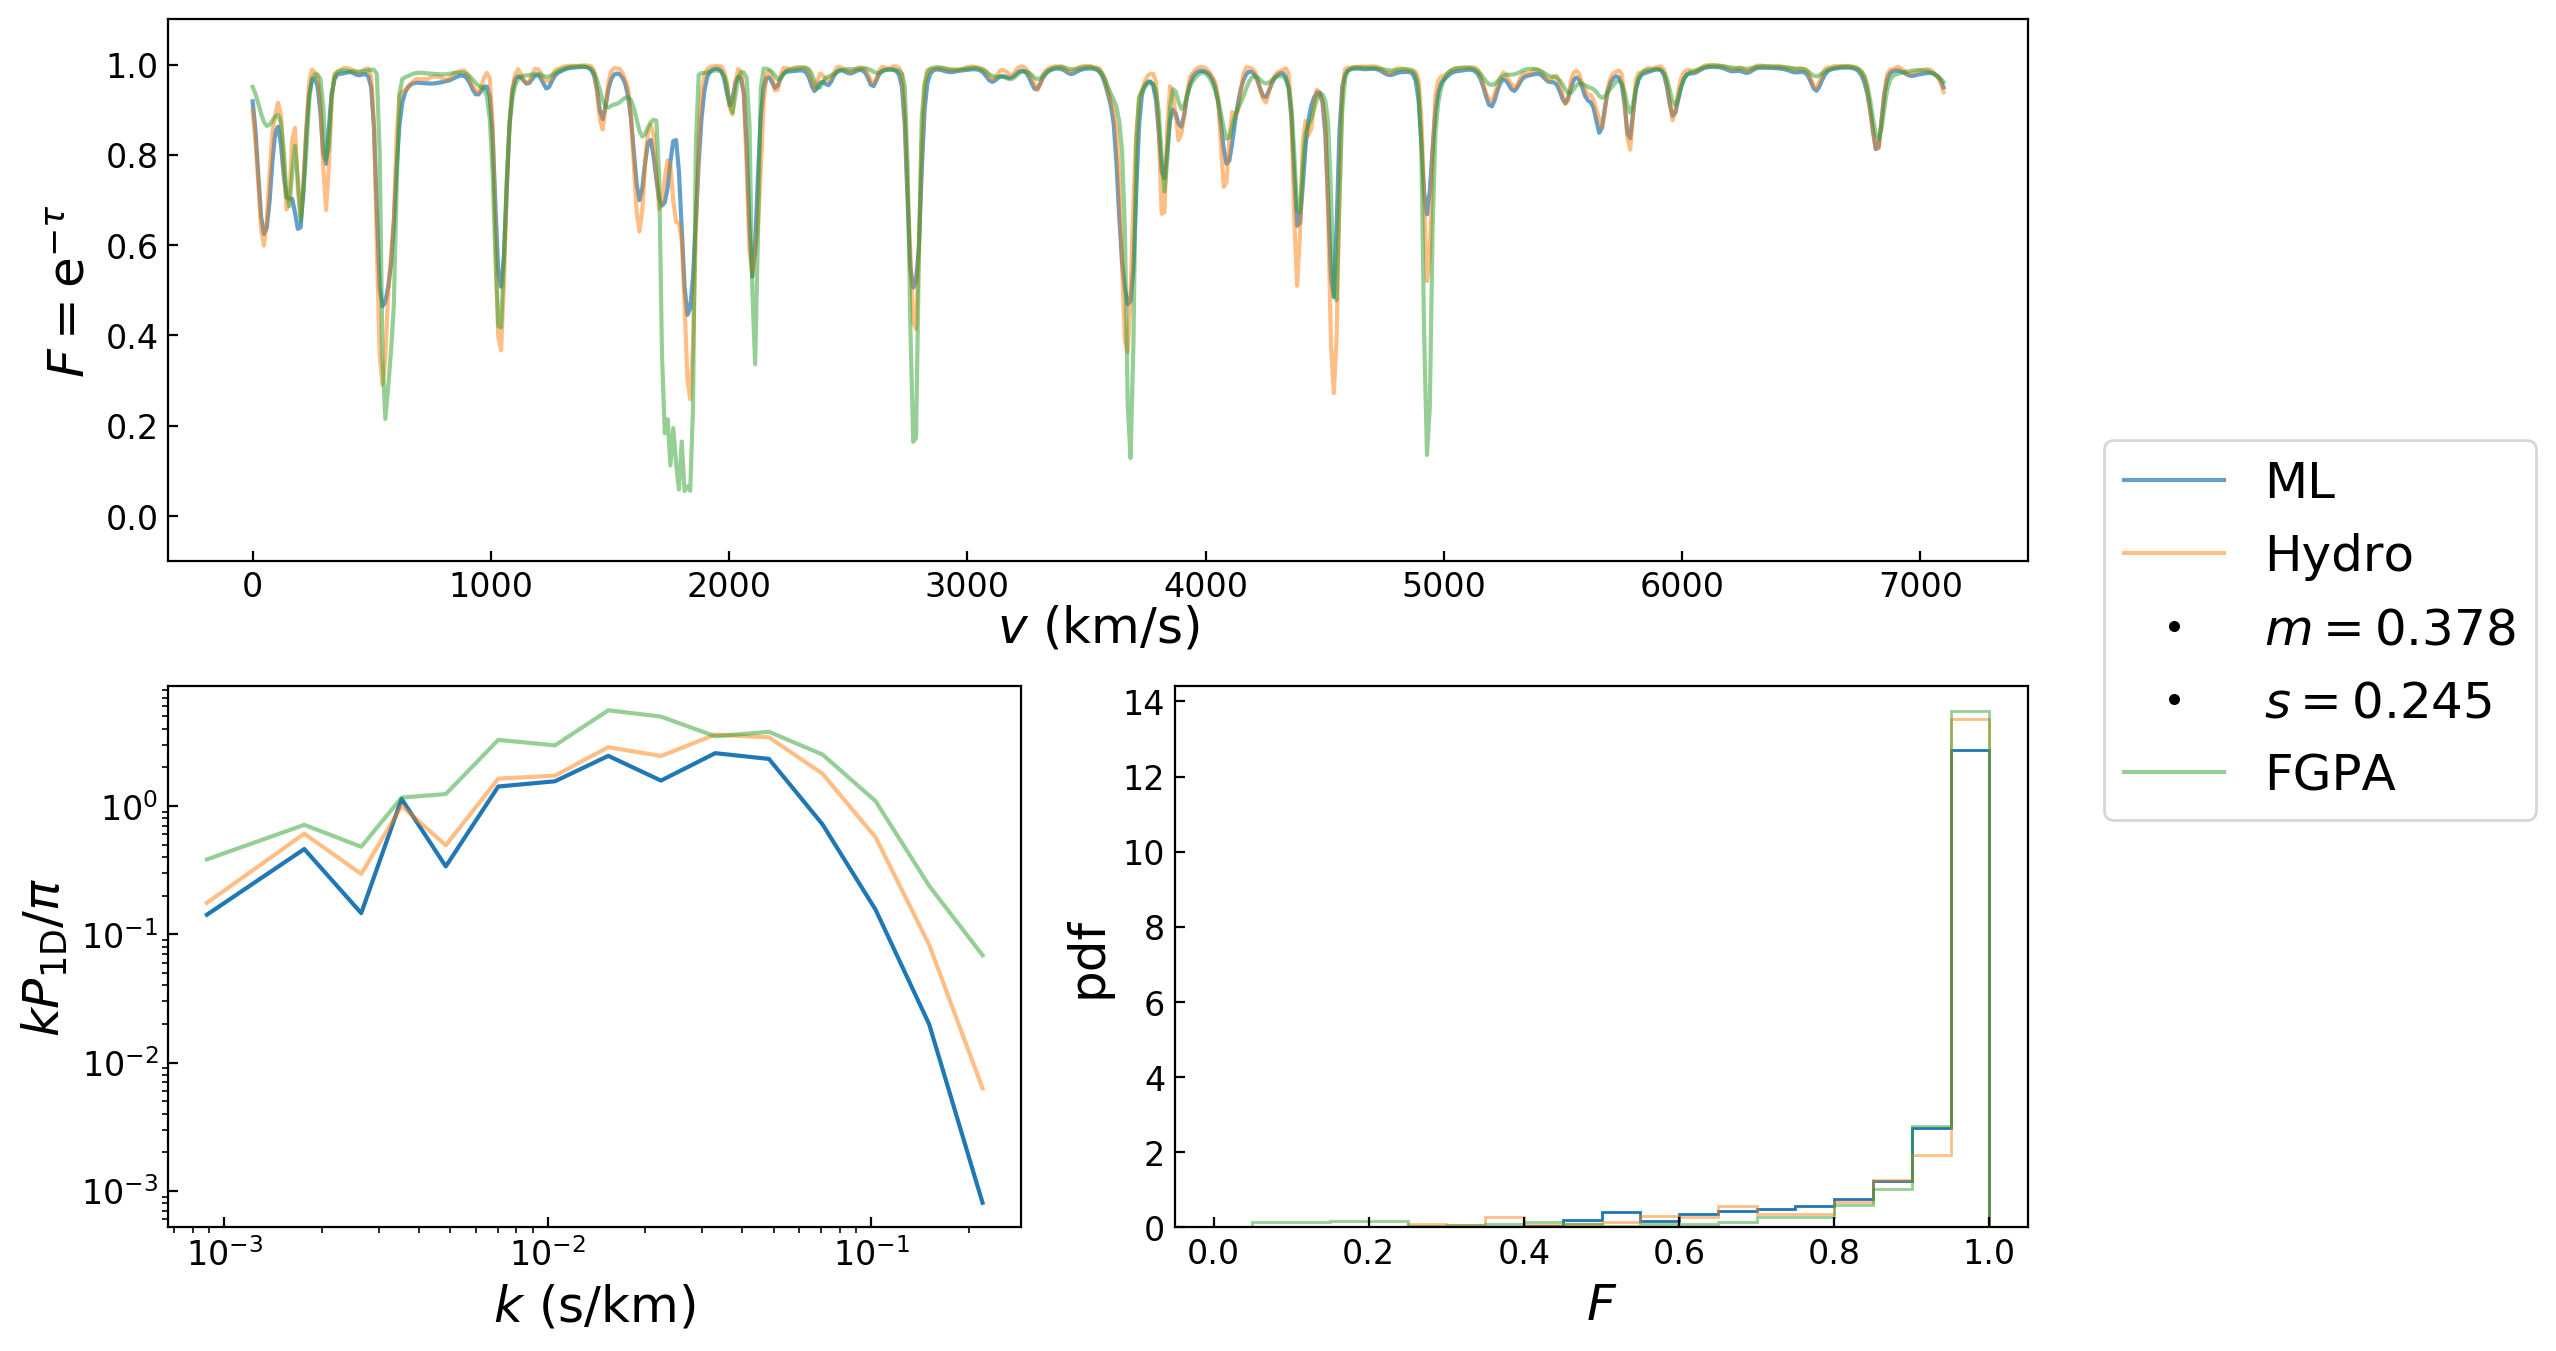 1.0
0.8
0.6
0.4
0.2
0.0
F = e^{−τ}
0 1000 2000 3000 4000 5000 6000 7000
v (km/s)
ML
Hydro
m = 0.378
s = 0.245
FGPA
10^0
10^{−1}
10^{−2}
10^{−3}
kP_{1D}/π
10^{−3} 10^{−2} 10^{−1}
k (s/km)
14
12
10
8
6
4
2
0
pdf
0.0 0.2 0.4 0.6 0.8 1.0
F